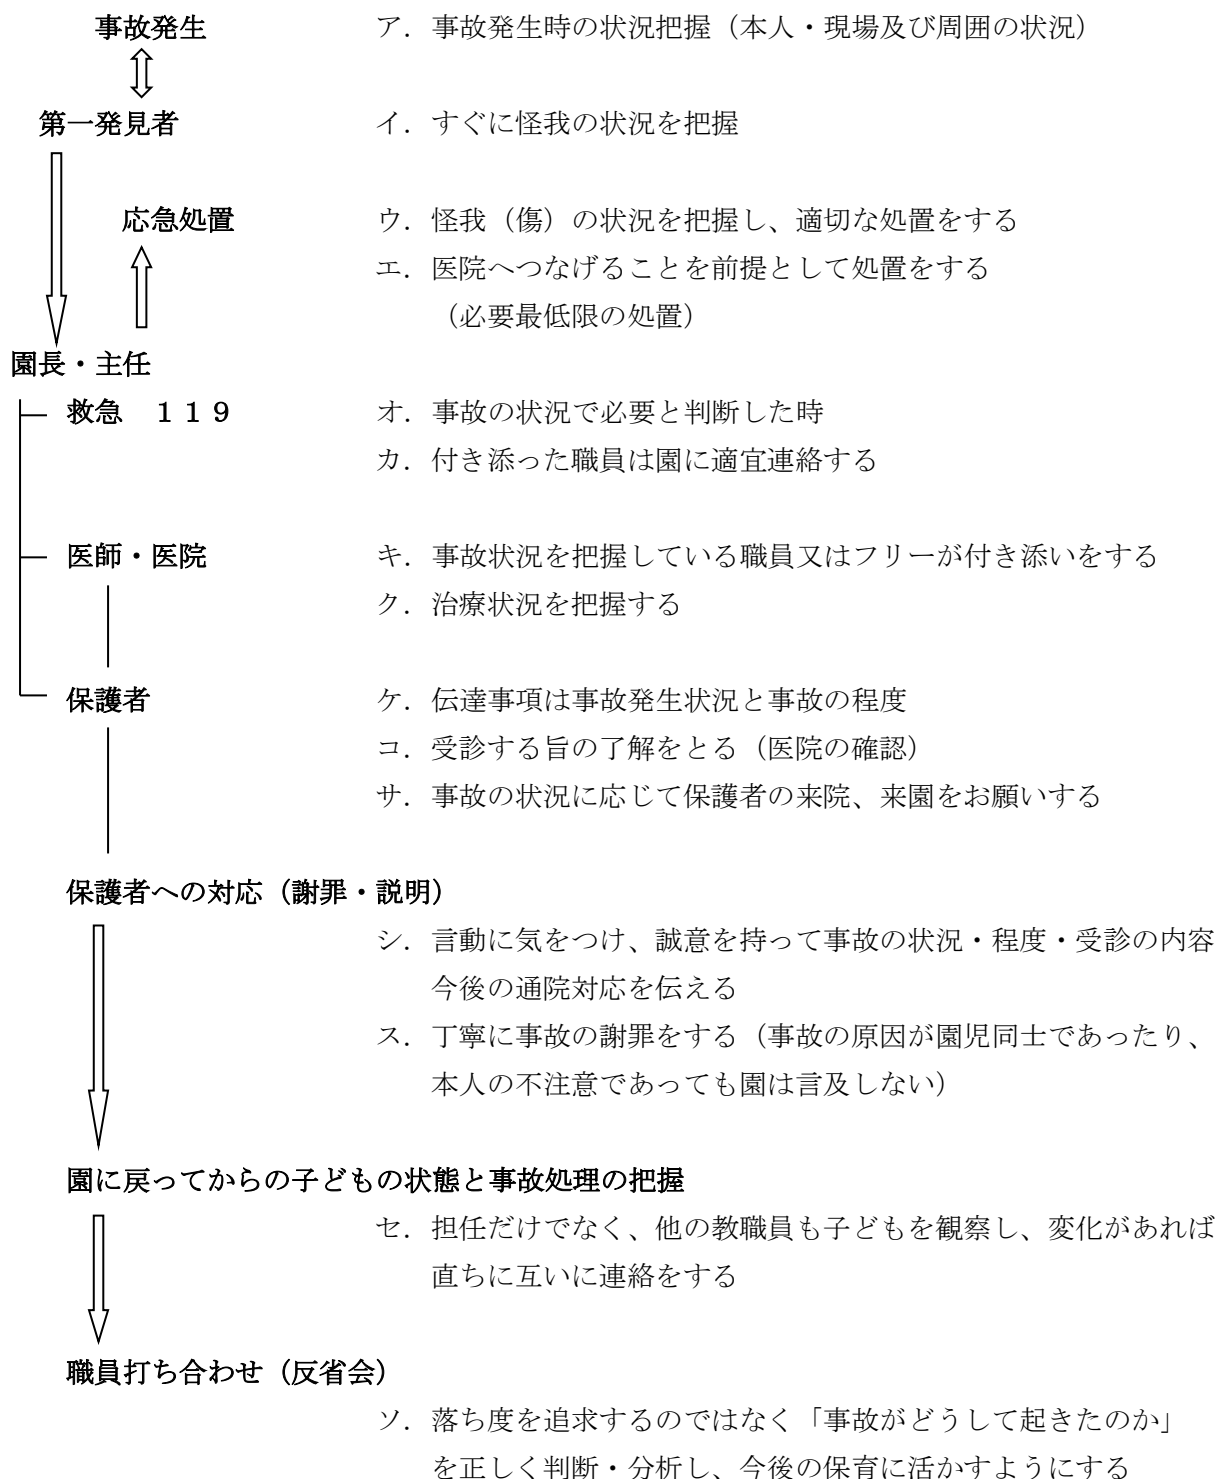 事故発生　ア．事故発生時の状況把握（本人・現場及び周囲の状況）
第一発見者　イ．すぐに怪我の状況を把握
応急処置　ウ．怪我（傷）の状況を把握し、適切な処置をする
エ．医院へつなげることを前提として処置をする
（必要最低限の処置）
園長・主任
救急　１１９　オ．事故の状況で必要と判断した時
カ．付き添った職員は園に適宜連絡する
医師・医院　キ．事故状況を把握している職員又はフリーが付き添いをする
ク．治療状況を把握する
保護者　ケ．伝達事項は事故発生状況と事故の程度
コ．受診する旨の了解をとる（医院の確認）
サ．事故の状況に応じて保護者の来院、来園をお願いする
保護者への対応（謝罪・説明）
シ．言動に気をつけ、誠意を持って事故の状況・程度・受診の内容
今後の通院対応を伝える
ス．丁寧に事故の謝罪をする（事故の原因が園児同士であったり、
本人の不注意であっても園は言及しない）
園に戻ってからの子どもの状態と事故処理の把握
セ．担任だけでなく、他の教職員も子どもを観察し、変化があれば
直ちに互いに連絡をする
職員打ち合わせ（反省会）
ソ．落ち度を追求するのではなく「事故がどうして起きたのか」
を正しく判断・分析し、今後の保育に活かすようにする